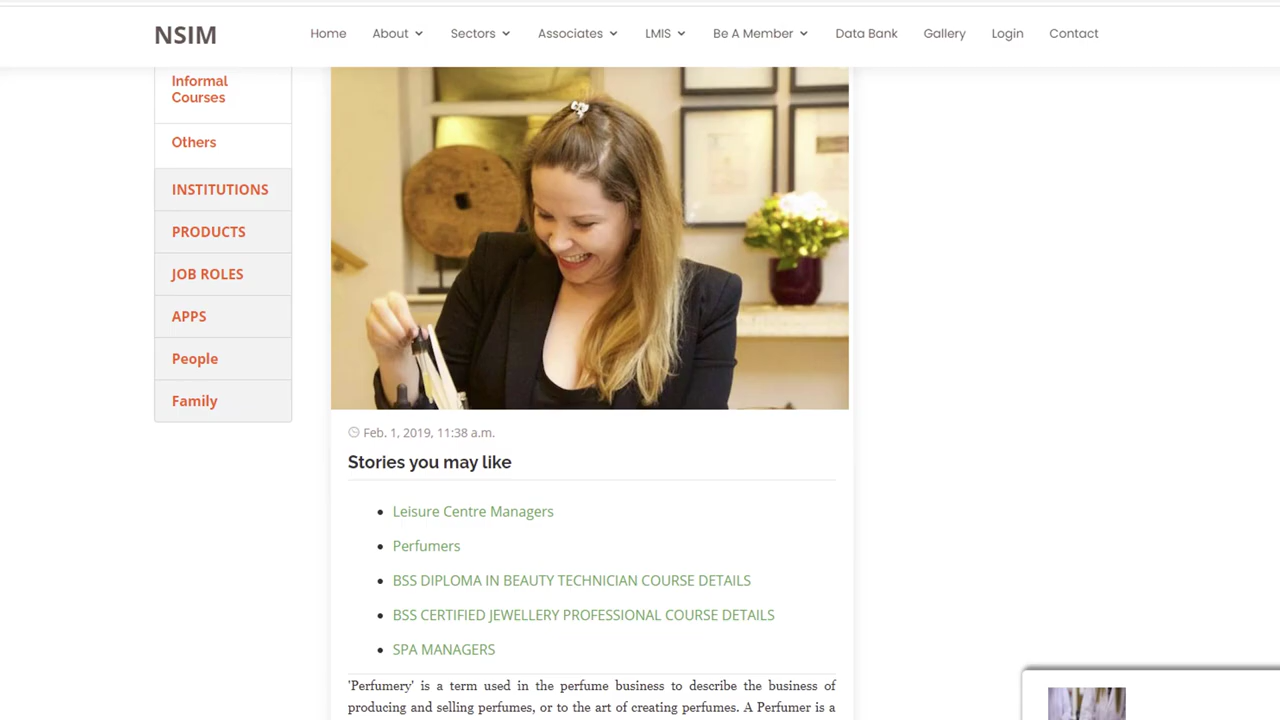 NSIM
Home About Sectors Associates LMIS Be A Member Data Bank Gallery Login Contact
Informal
Courses
Others
INSTITUTIONS
PRODUCTS
JOB ROLES
APPS
People
Family
Feb. 1, 2019, 11:38 a.m.
Stories you may like
Leisure Centre Managers
Perfumers
BSS DIPLOMA IN BEAUTY TECHNICIAN COURSE DETAILS
BSS CERTIFIED JEWELLERY PROFESSIONAL COURSE DETAILS
SPA MANAGERS
'Perfumery' is a term used in the perfume business to describe the business of
producing and selling perfumes, or to the art of creating perfumes. A Perfumer is a